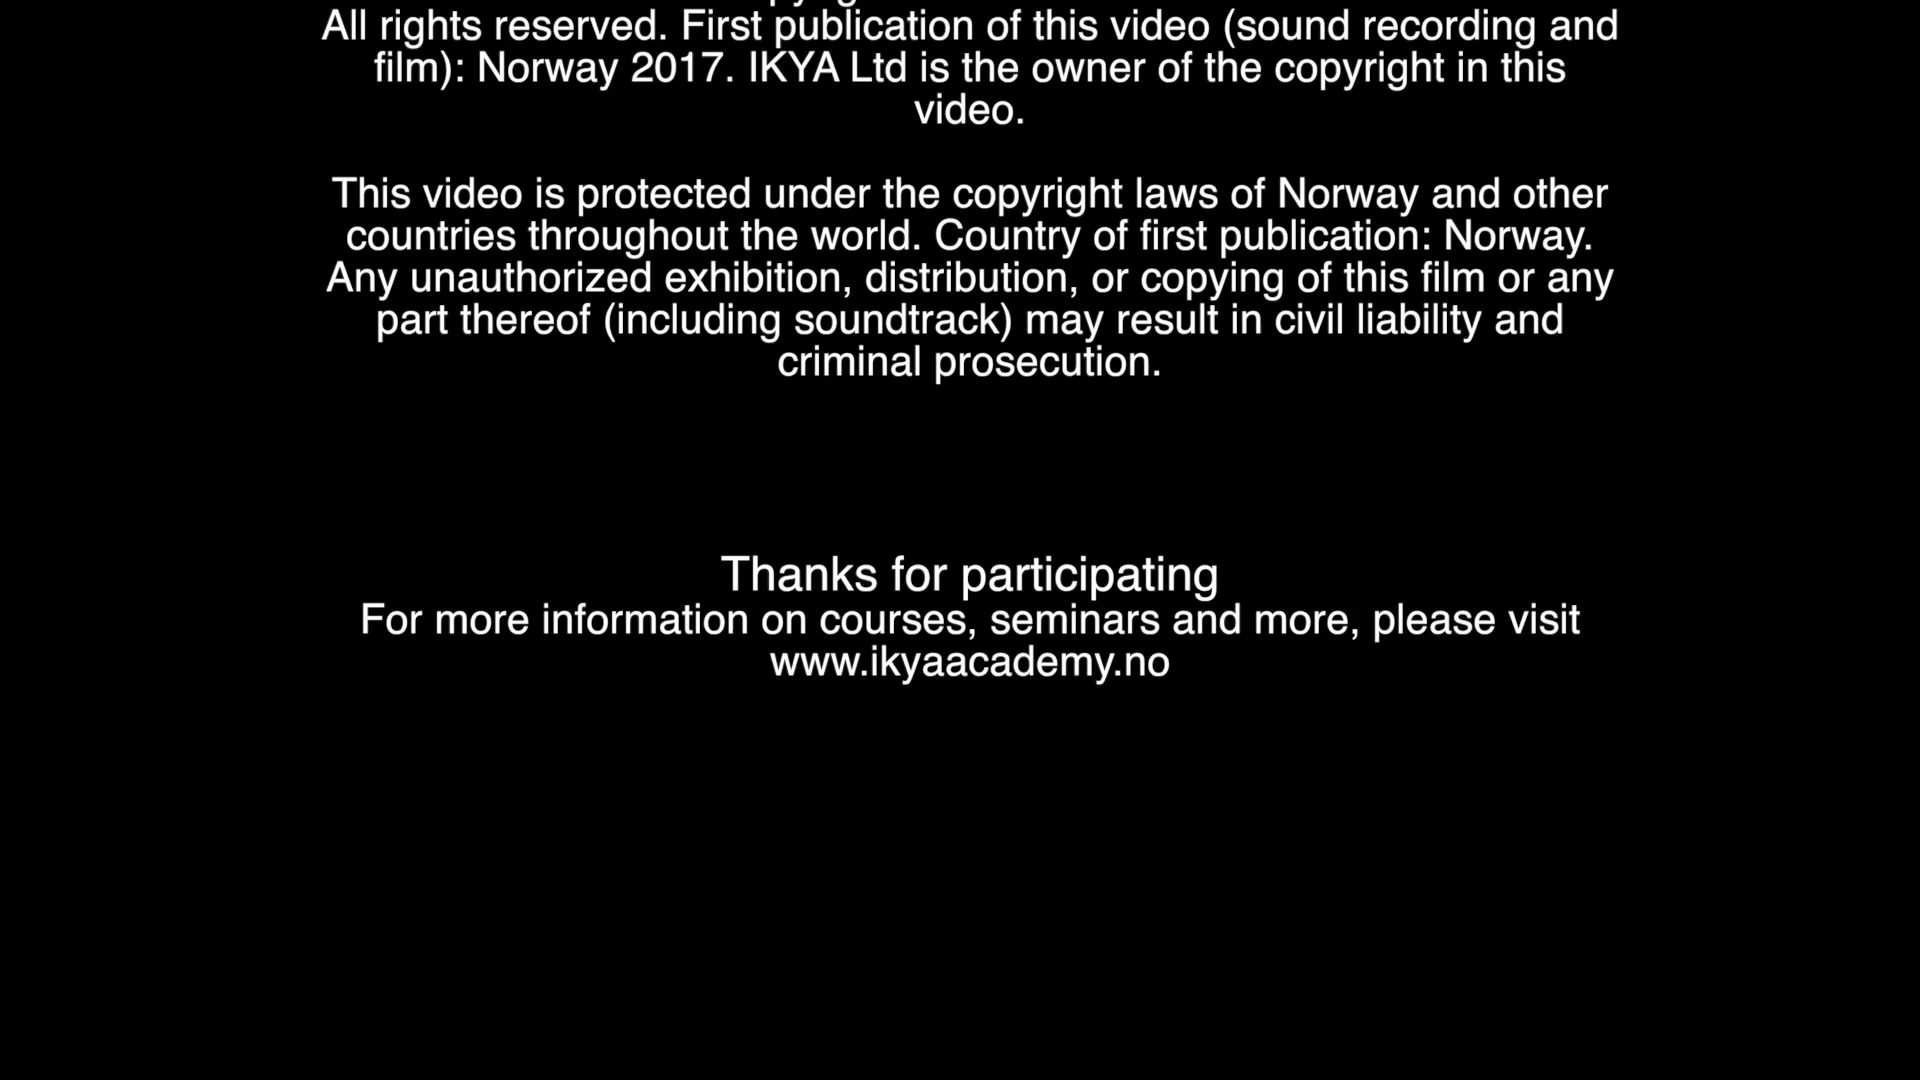 All rights reserved. First publication of this video (sound recording and
film): Norway 2017. IKYA Ltd is the owner of the copyright in this
video.
This video is protected under the copyright laws of Norway and other
countries throughout the world. Country of first publication: Norway.
Any unauthorized exhibition, distribution, or copying of this film or any
part thereof (including soundtrack) may result in civil liability and
criminal prosecution.
Thanks for participating
For more information on courses, seminars and more, please visit
www.ikyaacademy.no